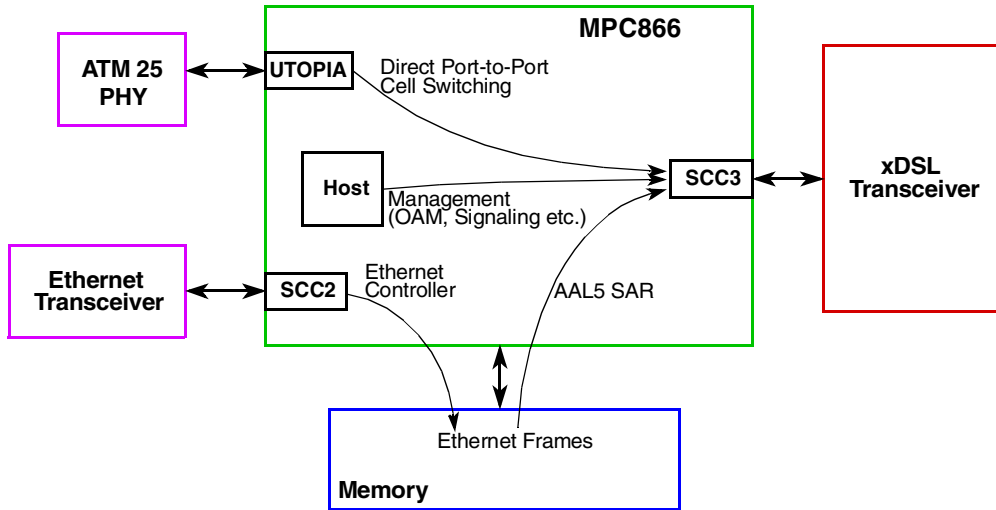 MPC866
ATM 25
PHY
UTOPIA
Direct Port-to-Port
Cell Switching
Host
Management
(OAM, Signaling etc.)
SCC3
xDSL
Transceiver
Ethernet
Transceiver
SCC2
Ethernet
Controller
AAL5 SAR
Ethernet Frames
Memory